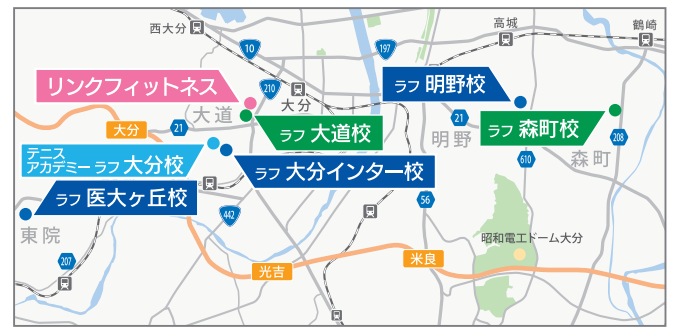 西大分
高城
鶴崎
10
197
リンクフィットネス
210
大分
大道
ラフ 明野校
21
明野
ラフ 大道校
大分
21
ラフ 森町校
208
森町
テニス
アカデミー ラフ 大分校
ラフ 大分インター校
610
ラフ 医大ヶ丘校
56
442
東院
昭和電工ドーム大分
207
光吉
米良